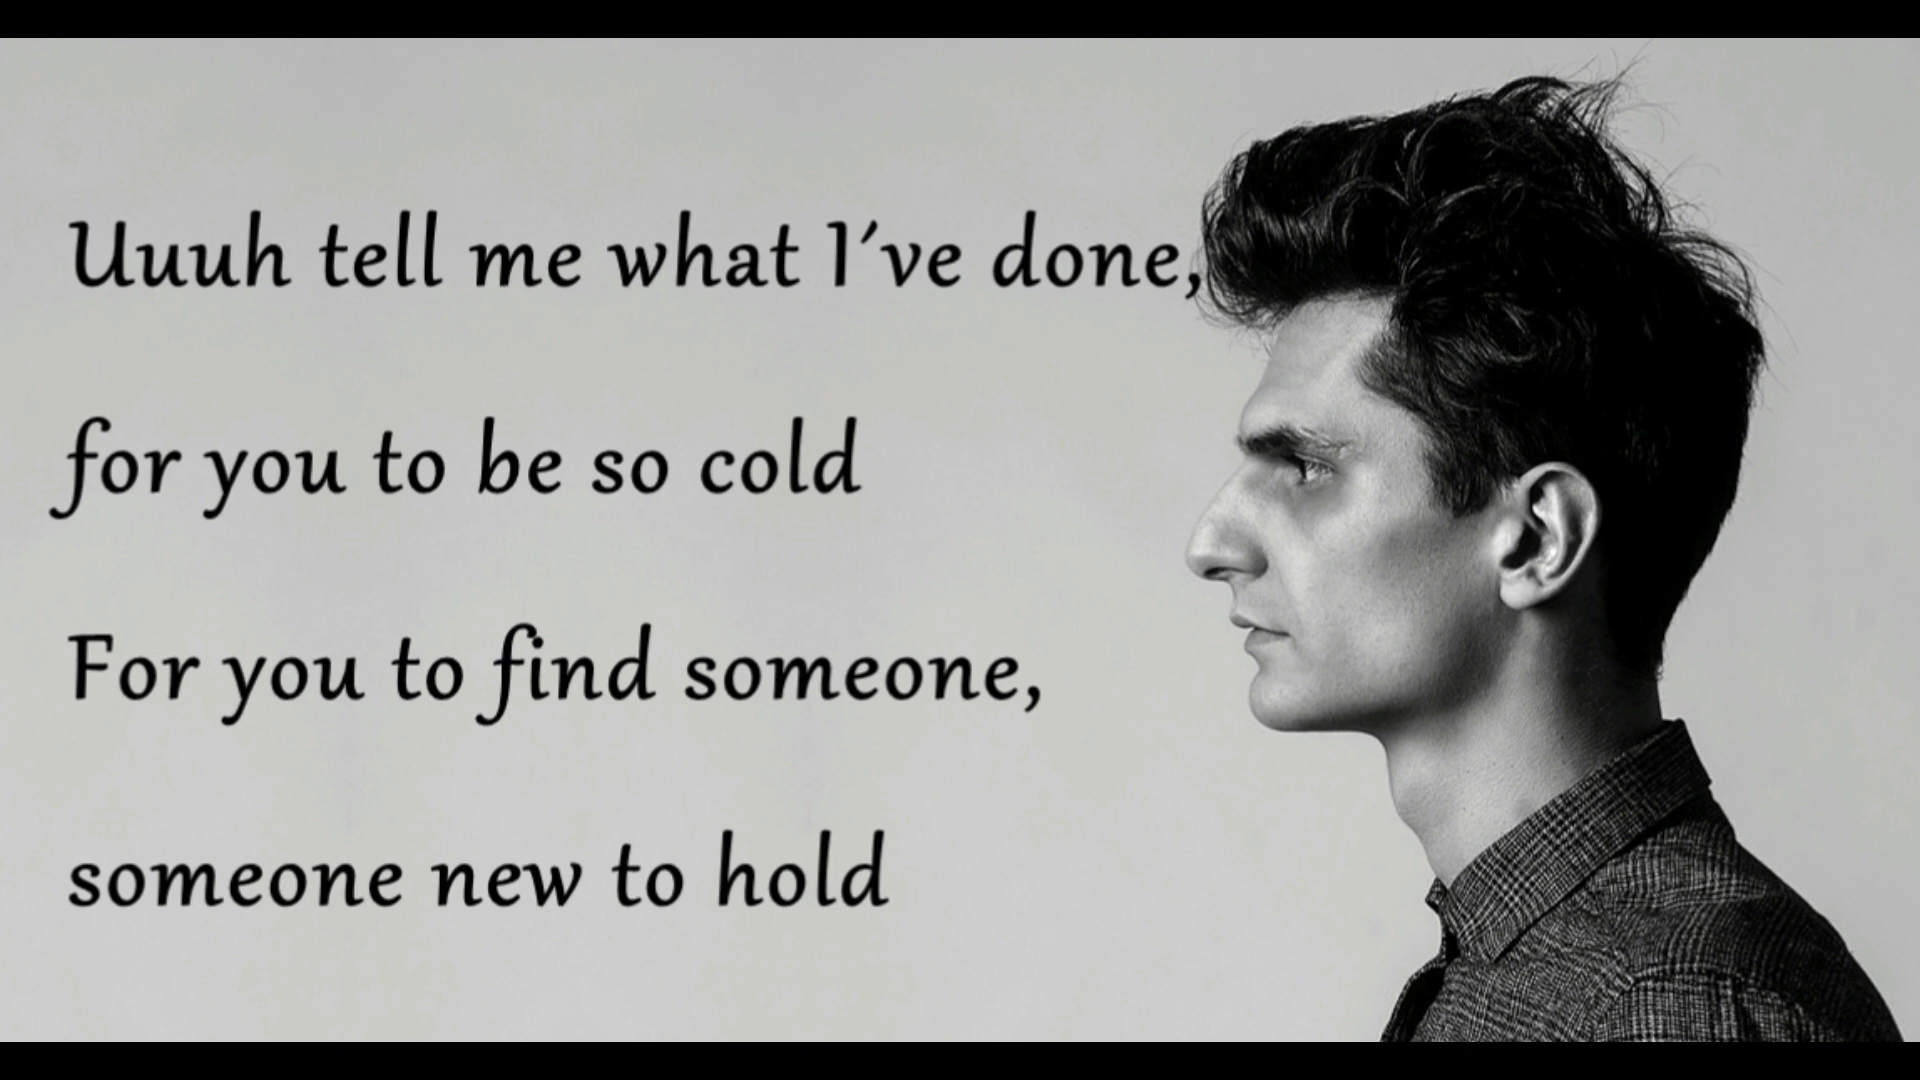 Uuuh tell me what I´ve done,
for you to be so cold
For you to find someone,
someone new to hold